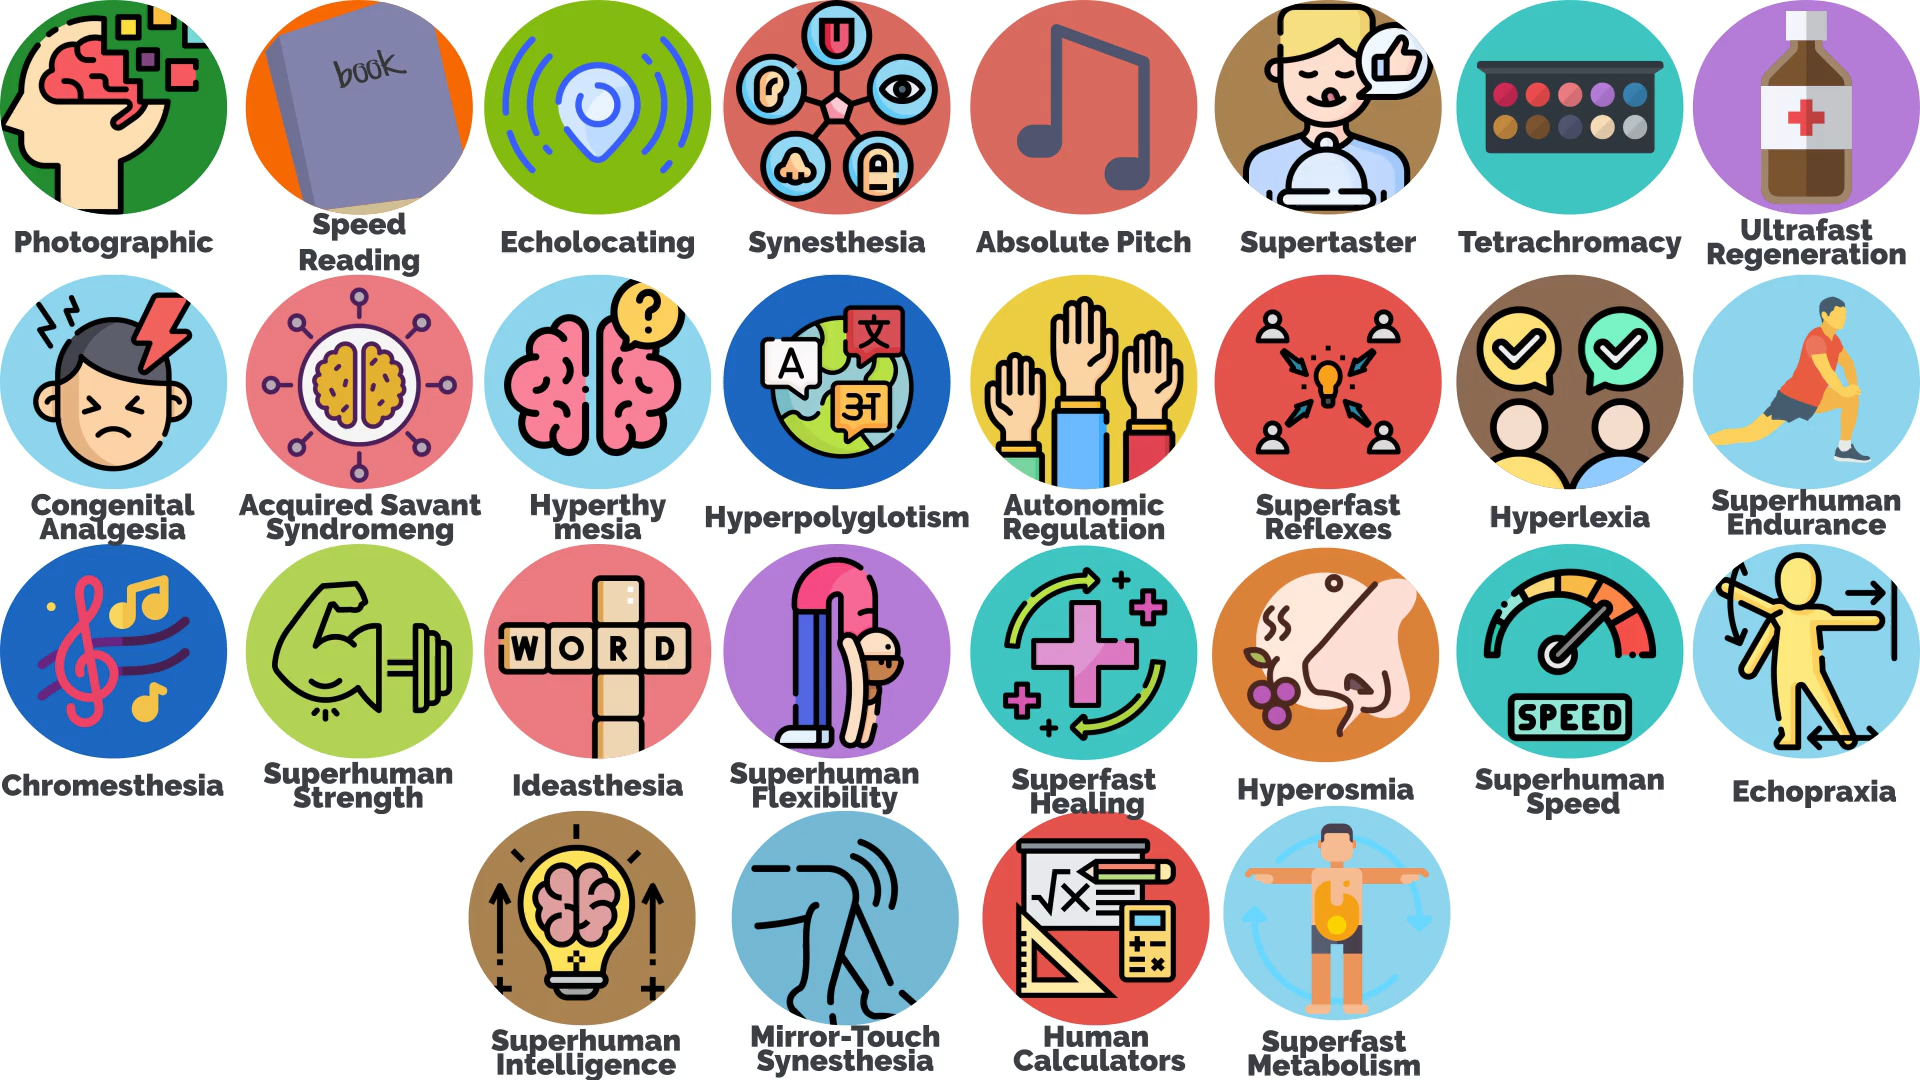 book
U
Photographic
Speed
Reading
Echolocating
Synesthesia
Absolute Pitch
Supertaster
Tetrachromacy
Ultrafast
Regeneration
?
A
文
अ
Congenital
Analgesia
Acquired Savant
Syndromeng
Hyperthy
mesia
Hyperpolyglotism
Autonomic
Regulation
Superfast
Reflexes
Hyperlexia
Superhuman
Endurance
WORD
SPEED
Chromesthesia
Superhuman
Strength
Ideasthesia
Superhuman
Flexibility
Superfast
Healing
Hyperosmia
Superhuman
Speed
Echopraxia
√x
Superhuman
Intelligence
Mirror-Touch
Synesthesia
Human
Calculators
Superfast
Metabolism